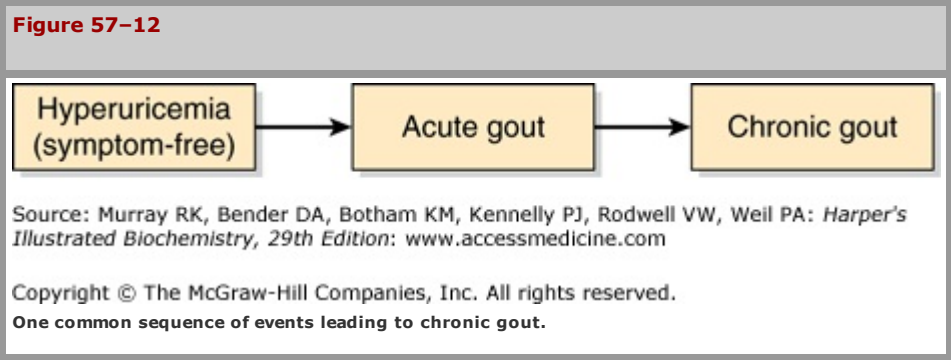 Figure 57–12
Hyperuricemia
(symptom-free)
Acute gout
Chronic gout
Source: Murray RK, Bender DA, Botham KM, Kennelly PJ, Rodwell VW, Weil PA: Harper's
Illustrated Biochemistry, 29th Edition: www.accessmedicine.com
Copyright © The McGraw-Hill Companies, Inc. All rights reserved.
One common sequence of events leading to chronic gout.